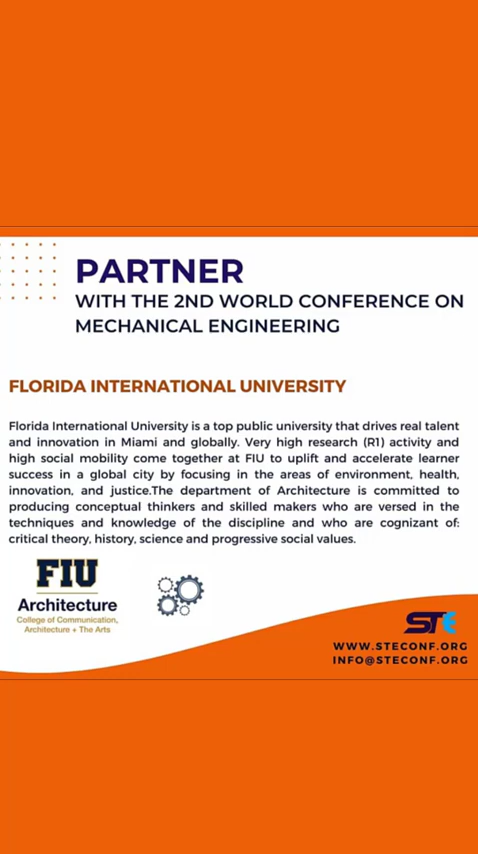 PARTNER
WITH THE 2ND WORLD CONFERENCE ON
MECHANICAL ENGINEERING
FLORIDA INTERNATIONAL UNIVERSITY
Florida International University is a top public university that drives real talent
and innovation in Miami and globally. Very high research (R1) activity and
high social mobility come together at FIU to uplift and accelerate learner
success in a global city by focusing in the areas of environment, health,
innovation, and justice.The department of Architecture is committed to
producing conceptual thinkers and skilled makers who are versed in the
techniques and knowledge of the discipline and who are cognizant of:
critical theory, history, science and progressive social values.
FIU
Architecture
College of Communication,
Architecture + The Arts
STE
WWW.STECONF.ORG
INFO@STECONF.ORG